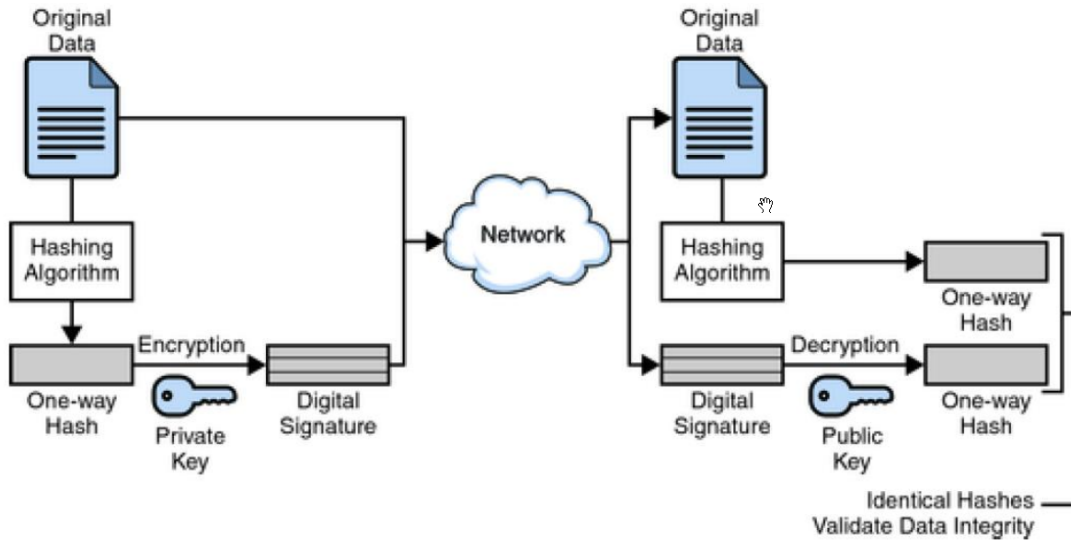 Original
Data
Hashing
Algorithm
One-way
Hash
Encryption
Private
Key
Digital
Signature
Network
Original
Data
Hashing
Algorithm
One-way
Hash
Digital
Signature
Decryption
Public
Key
One-way
Hash
Identical Hashes
Validate Data Integrity